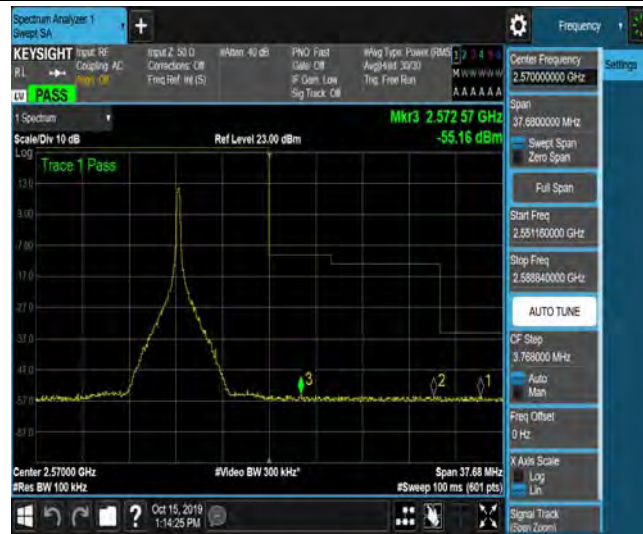 Spectrum Analyzer 1
Swept SA
+
Frequency
KEYSIGHT
Input: RF
Coupling: AC
Align: Off
Input Z: 50 Ω
Corrections: Off
Freq Ref: Int (S)
#Atten: 40 dB
PNO: Fast
Gate: Off
IF Gain: Low
Sig Track: Off
#Avg Type: Power (RMS
Avg|Hold: 30/30
Trig: Free Run
1 2 3 4 5 6
M W W W W W
A A A A A A
RL
LV PASS
1 Spectrum
Scale/Div 10 dB
Ref Level 23.00 dBm
Mkr3 2.572 57 GHz
-55.16 dBm
Log
Trace 1 Pass
13.0
3.00
-7.00
-17.0
-27.0
-37.0
-47.0
-57.0
-67.0
3
2
1
Center 2.57000 GHz
#Video BW 300 kHz*
Span 37.68 MHz
#Res BW 100 kHz
#Sweep 100 ms (601 pts)
Center Frequency
2.570000000 GHz
Settings
Span
37.6800000 MHz
Swept Span
Zero Span
Full Span
Start Freq
2.551160000 GHz
Stop Freq
2.588840000 GHz
AUTO TUNE
CF Step
3.768000 MHz
Auto
Man
Freq Offset
0 Hz
X Axis Scale
Log
Lin
Signal Track
(Span Zoom)
?
Oct 15, 2019
1:14:25 PM